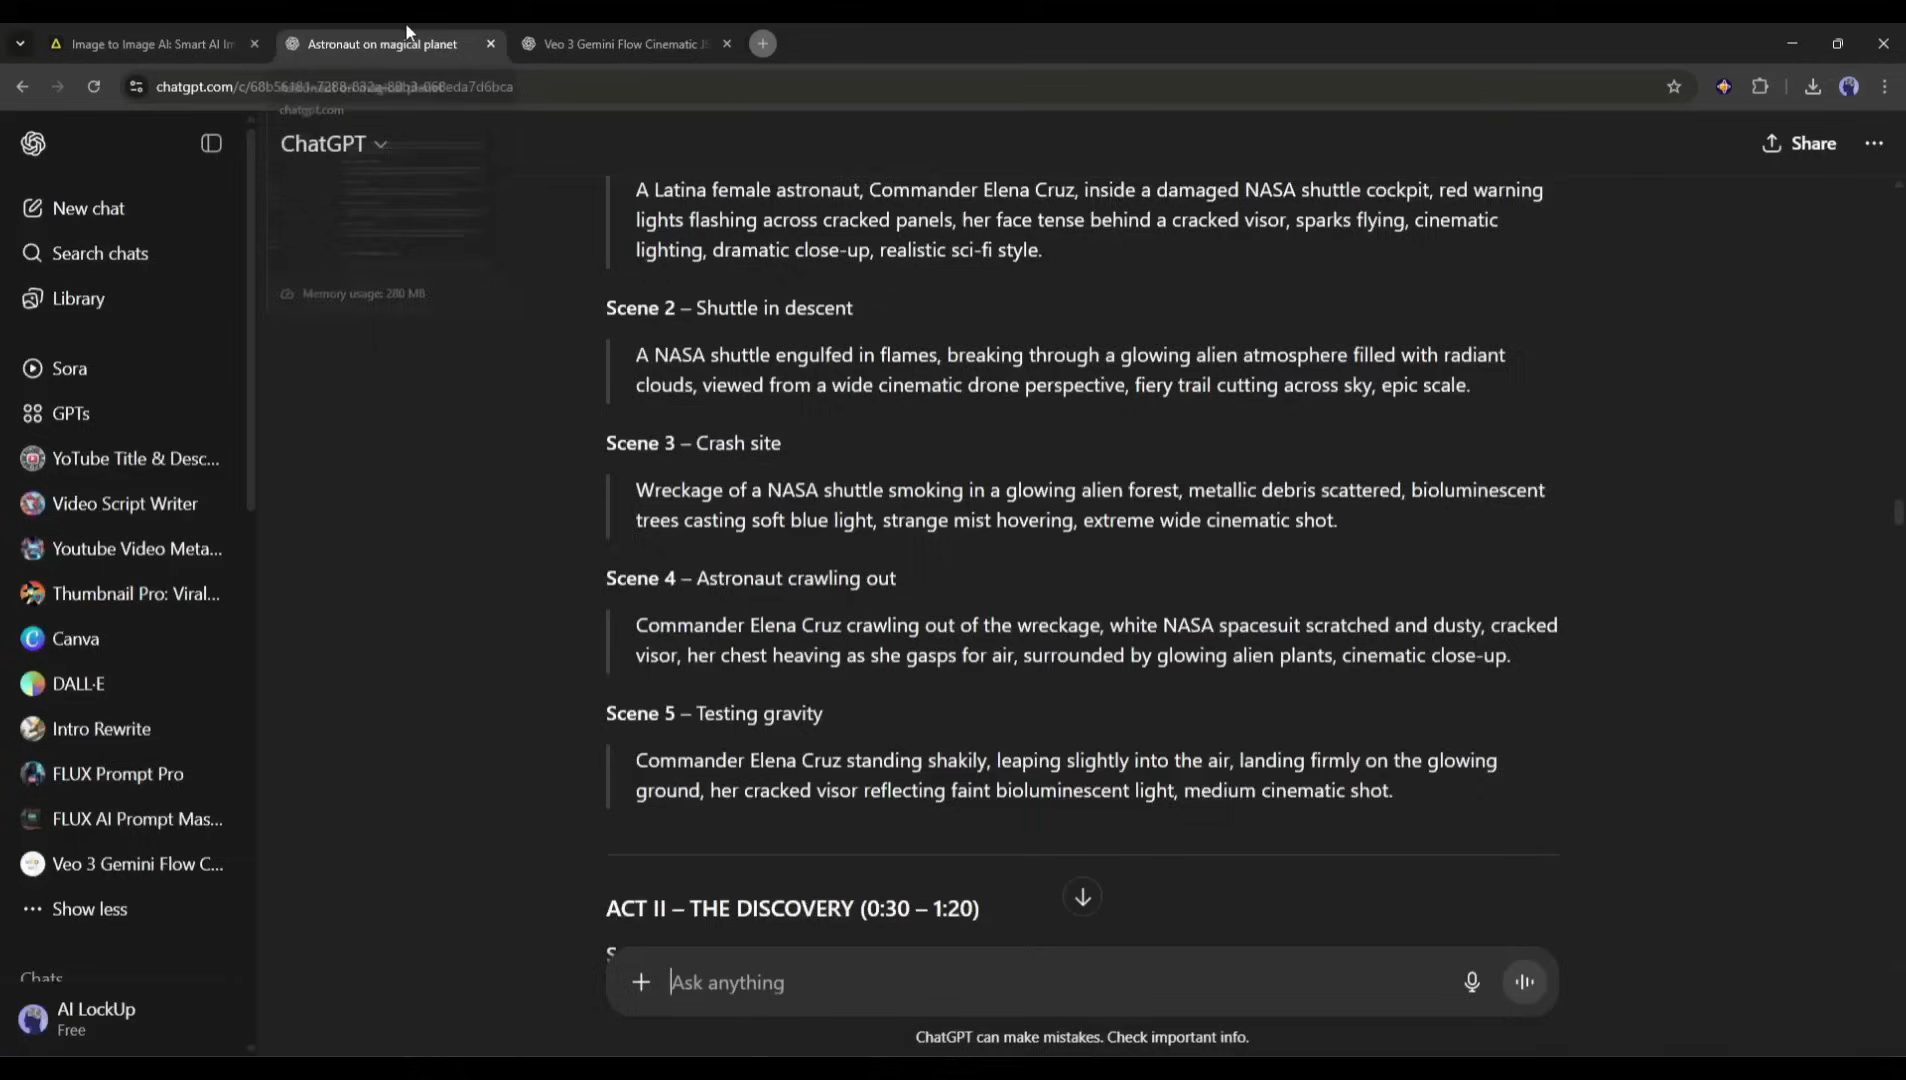 Image to Image AI: Smart AI Im
Astronaut on magical planet
Veo 3 Gemini Flow Cinematic JS
chatgpt.com
ChatGPT
Share
New chat
Search chats
Library
Sora
GPTs
YoTube Title & Desc...
Video Script Writer
Youtube Video Meta...
Thumbnail Pro: Viral...
Canva
DALL·E
Intro Rewrite
FLUX Prompt Pro
FLUX AI Prompt Mas...
Veo 3 Gemini Flow C...
Show less
Chats
AI LockUp
Free
chatgpt.com
Memory usage: 280 MB
A Latina female astronaut, Commander Elena Cruz, inside a damaged NASA shuttle cockpit, red warning
lights flashing across cracked panels, her face tense behind a cracked visor, sparks flying, cinematic
lighting, dramatic close-up, realistic sci-fi style.
Scene 2 – Shuttle in descent
A NASA shuttle engulfed in flames, breaking through a glowing alien atmosphere filled with radiant
clouds, viewed from a wide cinematic drone perspective, fiery trail cutting across sky, epic scale.
Scene 3 – Crash site
Wreckage of a NASA shuttle smoking in a glowing alien forest, metallic debris scattered, bioluminescent
trees casting soft blue light, strange mist hovering, extreme wide cinematic shot.
Scene 4 – Astronaut crawling out
Commander Elena Cruz crawling out of the wreckage, white NASA spacesuit scratched and dusty, cracked
visor, her chest heaving as she gasps for air, surrounded by glowing alien plants, cinematic close-up.
Scene 5 – Testing gravity
Commander Elena Cruz standing shakily, leaping slightly into the air, landing firmly on the glowing
ground, her cracked visor reflecting faint bioluminescent light, medium cinematic shot.
ACT II – THE DISCOVERY (0:30 – 1:20)
Ask anything
ChatGPT can make mistakes. Check important info.